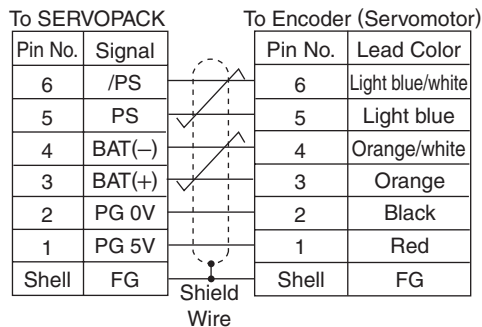 To SERVOPACK To Encoder (Servomotor)
Pin No. Signal Pin No. Lead Color
6 /PS 6 Light blue/white
5 PS 5 Light blue
4 BAT(−) 4 Orange/white
3 BAT(+) 3 Orange
2 PG 0V 2 Black
1 PG 5V 1 Red
Shell FG Shell FG
Shield
Wire